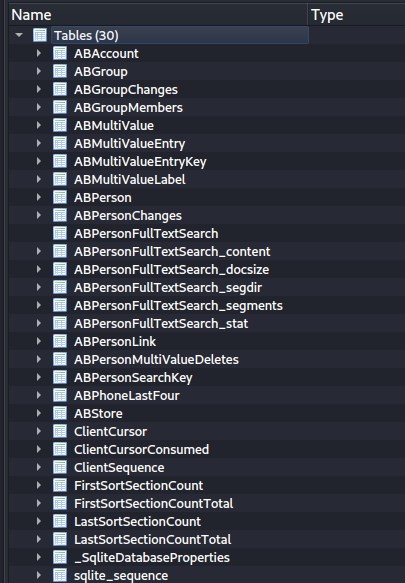 Name Type
Tables (30)
ABAccount
ABGroup
ABGroupChanges
ABGroupMembers
ABMultiValue
ABMultiValueEntry
ABMultiValueEntryKey
ABMultiValueLabel
ABPerson
ABPersonChanges
ABPersonFullTextSearch
ABPersonFullTextSearch_content
ABPersonFullTextSearch_docsize
ABPersonFullTextSearch_segdir
ABPersonFullTextSearch_segments
ABPersonFullTextSearch_stat
ABPersonLink
ABPersonMultiValueDeletes
ABPersonSearchKey
ABPhoneLastFour
ABStore
ClientCursor
ClientCursorConsumed
ClientSequence
FirstSortSectionCount
FirstSortSectionCountTotal
LastSortSectionCount
LastSortSectionCountTotal
_SqliteDatabaseProperties
sqlite_sequence